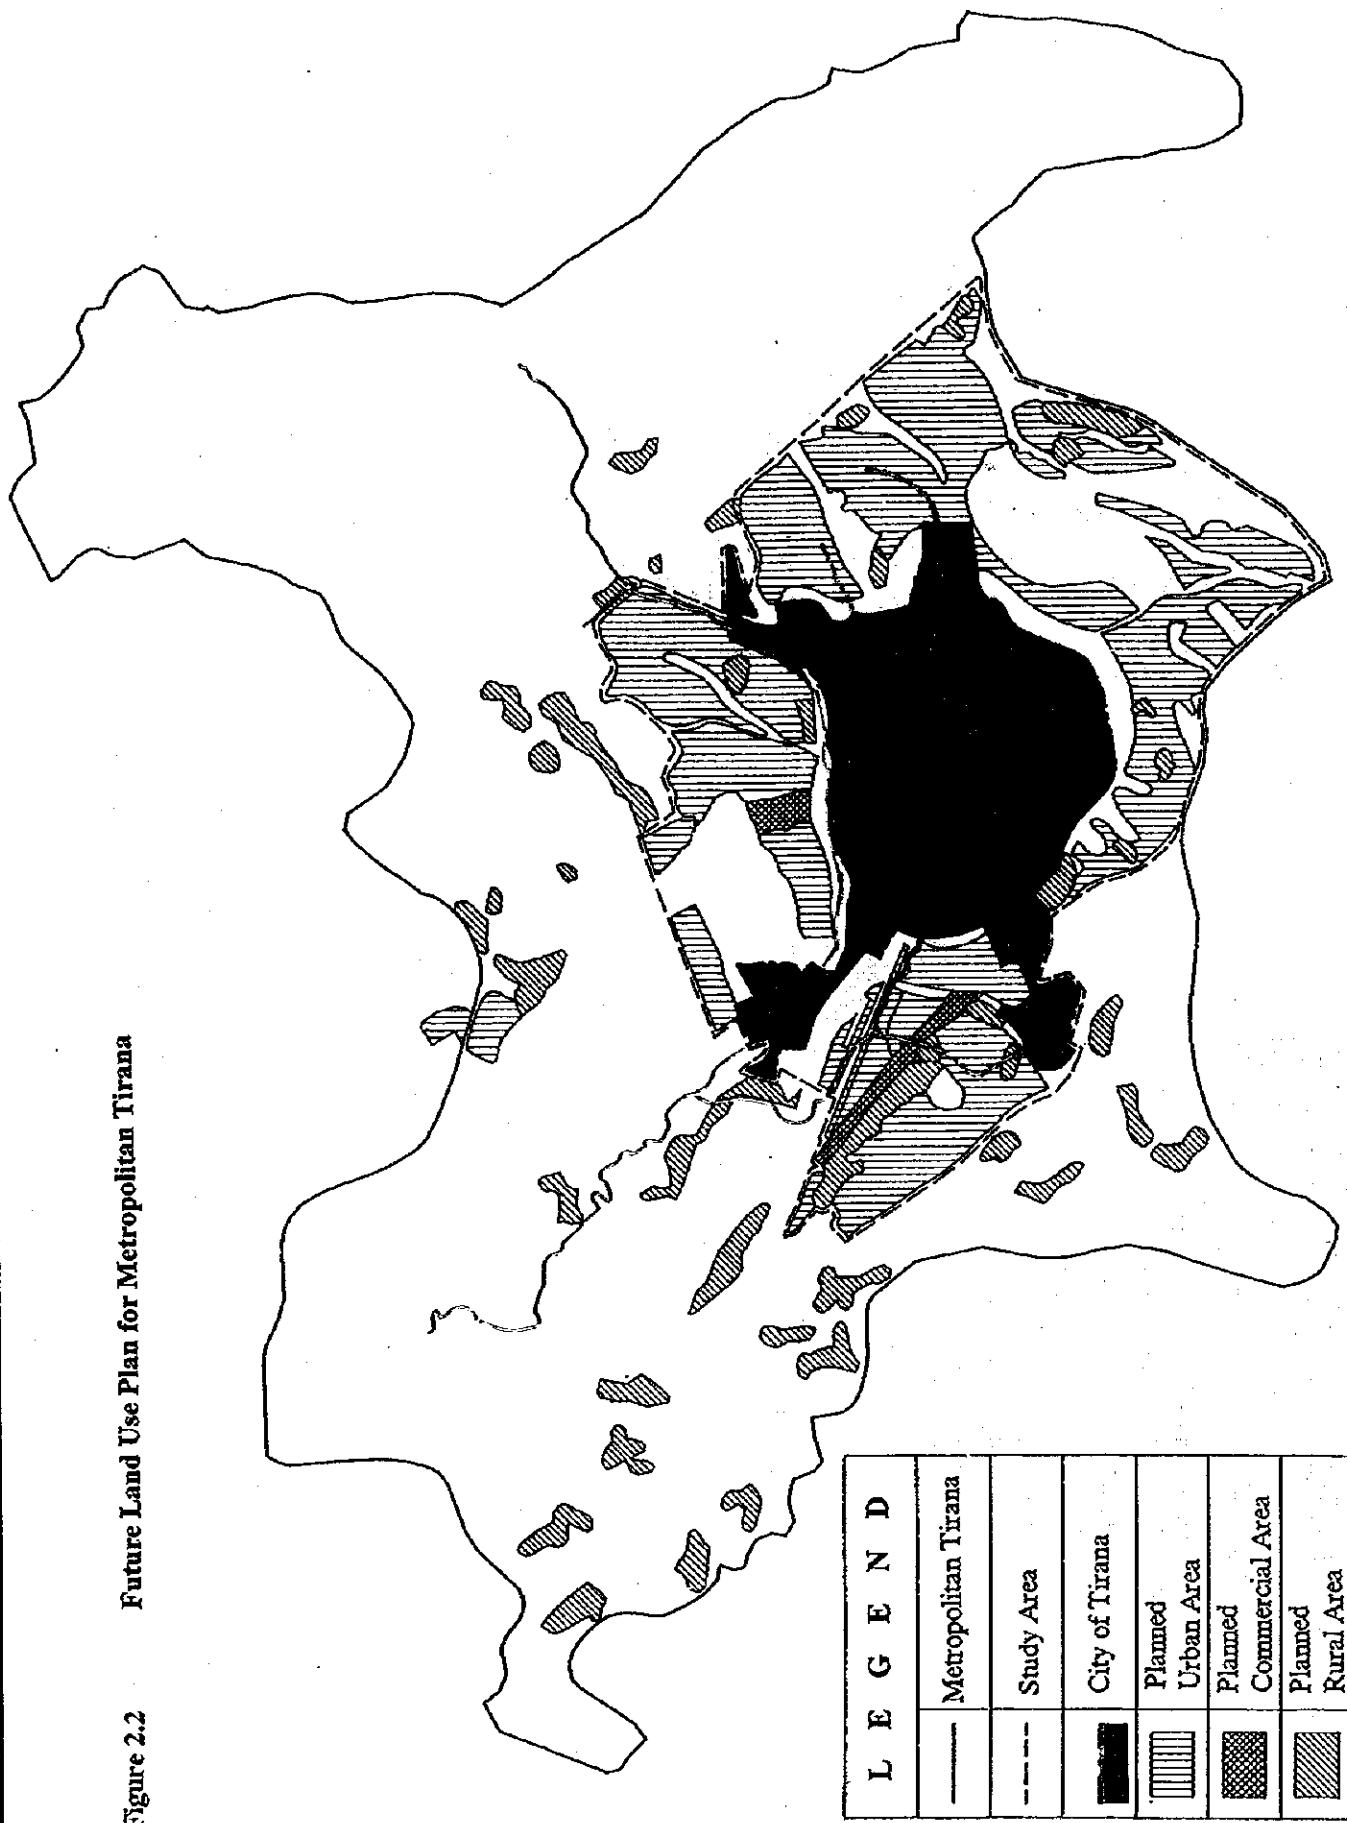 Figure 2.2 Future Land Use Plan for Metropolitan Tirana
LEGEND
Metropolitan Tirana
Study Area
City of Tirana
Planned
Urban Area
Planned
Commercial Area
Planned
Rural Area